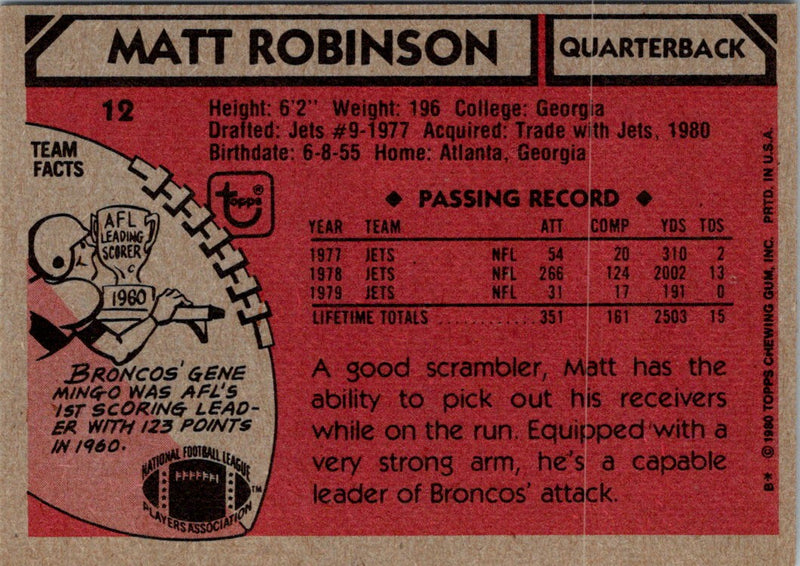 MATT ROBINSON
QUARTERBACK
12
Height: 6'2" Weight: 196 College: Georgia
Drafted: Jets #9-1977 Acquired: Trade with Jets, 1980
Birthdate: 6-8-55 Home: Atlanta, Georgia
TEAM
FACTS
topps®
AFL
LEADING
SCORER
1960
BRONCOS' GENE
MINGO WAS AFL'S
1ST SCORING LEAD-
ER WITH 123 POINTS
IN 1960.
NATIONAL FOOTBALL LEAGUE
PLAYERS ASSOCIATION™
◆ PASSING RECORD ◆
YEAR TEAM ATT COMP YDS TDS
1977 JETS NFL 54 20 310 2
1978 JETS NFL 266 124 2002 13
1979 JETS NFL 31 17 191 0
LIFETIME TOTALS .............. 351 161 2503 15
A good scrambler, Matt has the
ability to pick out his receivers
while on the run. Equipped with a
very strong arm, he's a capable
leader of Broncos' attack.
B* © 1980 TOPPS CHEWING GUM, INC. PRTD. IN U.S.A.